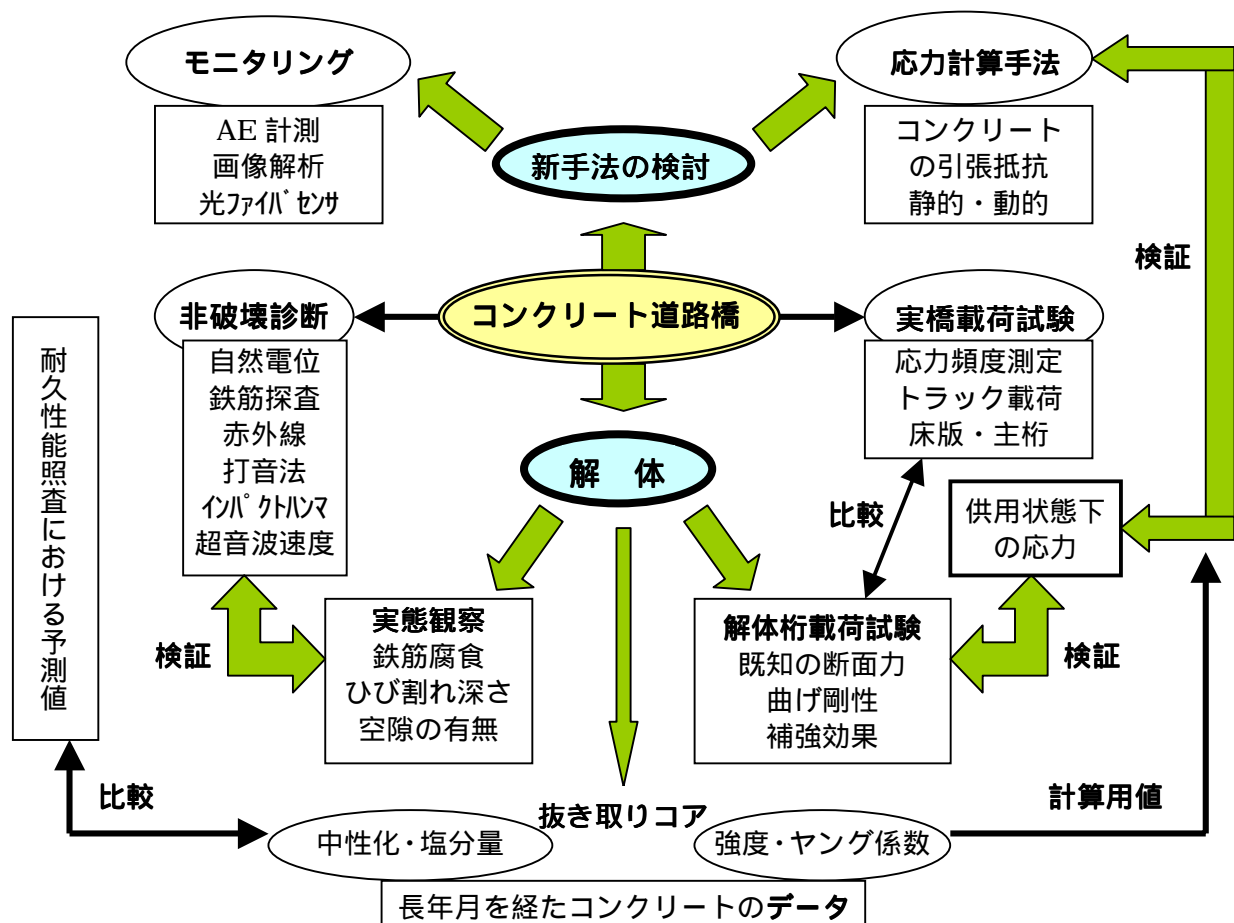 モニタリング
AE 計測
画像解析
光ﾌｧｲﾊﾞｾﾝｻ
新手法の検討
応力計算手法
コンクリート
の引張抵抗
静的・動的
検証
コンクリート道路橋
非破壊診断
自然電位
鉄筋探査
赤外線
打音法
ｲﾝﾊﾟｸﾄﾊﾝﾏ
超音波速度
実橋載荷試験
応力頻度測定
トラック載荷
床版・主桁
耐久性能照査における予測値
解　体
比較
供用状態下
の応力
検証
実態観察
鉄筋腐食
ひび割れ深さ
空隙の有無
解体桁載荷試験
既知の断面力
曲げ剛性
補強効果
検証
比較
抜き取りコア
計算用値
中性化・塩分量
強度・ヤング係数
長年月を経たコンクリートのデータ